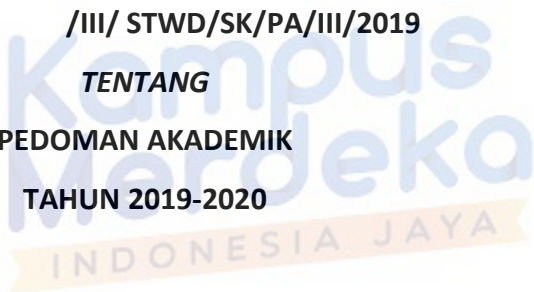 /III/ STWD/SK/PA/III/2019
TENTANG
PEDOMAN AKADEMIK
TAHUN 2019-2020
Kampus
Merdeka
INDONESIA JAYA